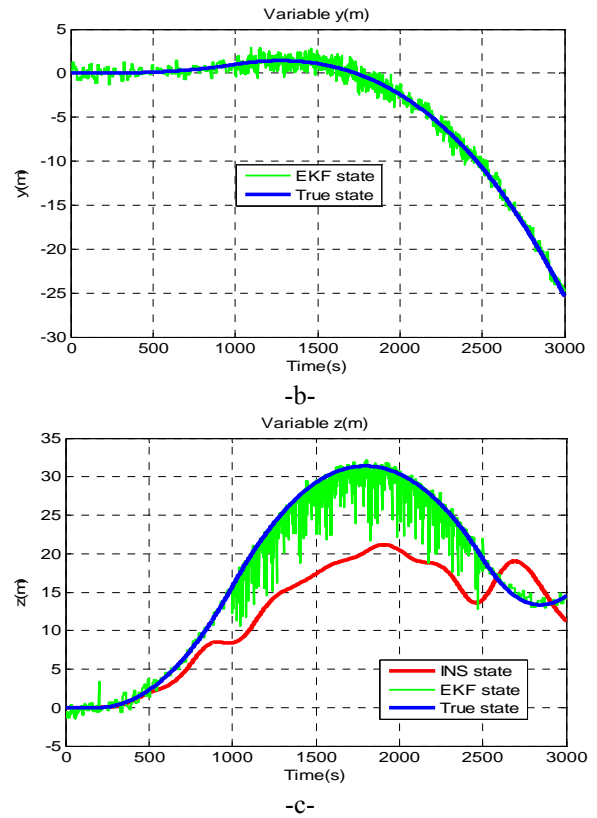 Variable y(m)
5
0
-5
-10
-15
-20
-25
-30
y(m)
EKF state
True state
0 500 1000 1500 2000 2500 3000
Time(s)
-b-
Variable z(m)
35
30
25
20
15
10
5
0
-5
z(m)
INS state
EKF state
True state
0 500 1000 1500 2000 2500 3000
Time(s)
-c-